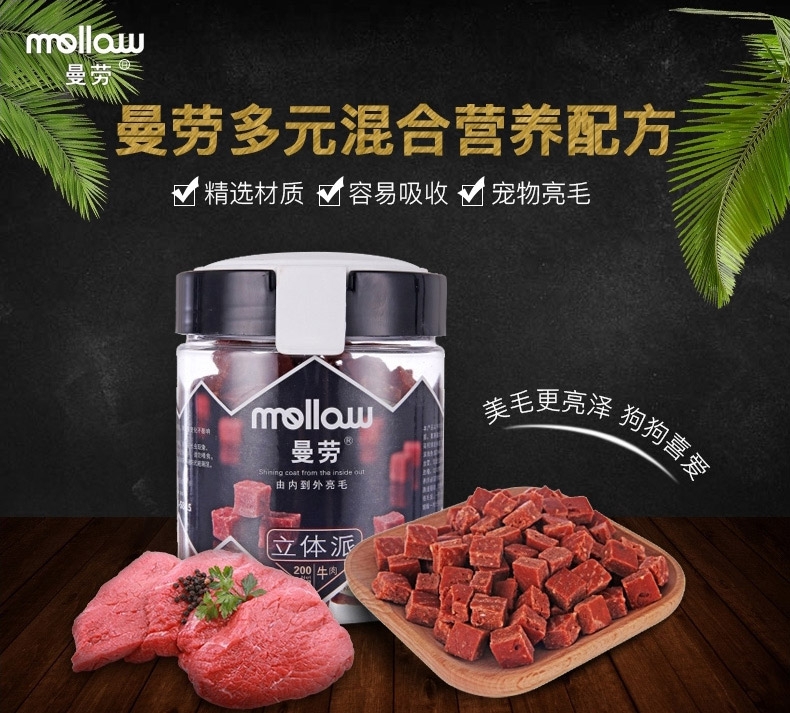 mollaw
曼劳®
曼劳多元混合营养配方
精选材质 容易吸收 宠物亮毛
mollaw
曼劳®
Shining coat from the inside out
由内到外亮毛
立体派
200
牛肉
美毛更亮泽 狗狗喜爱